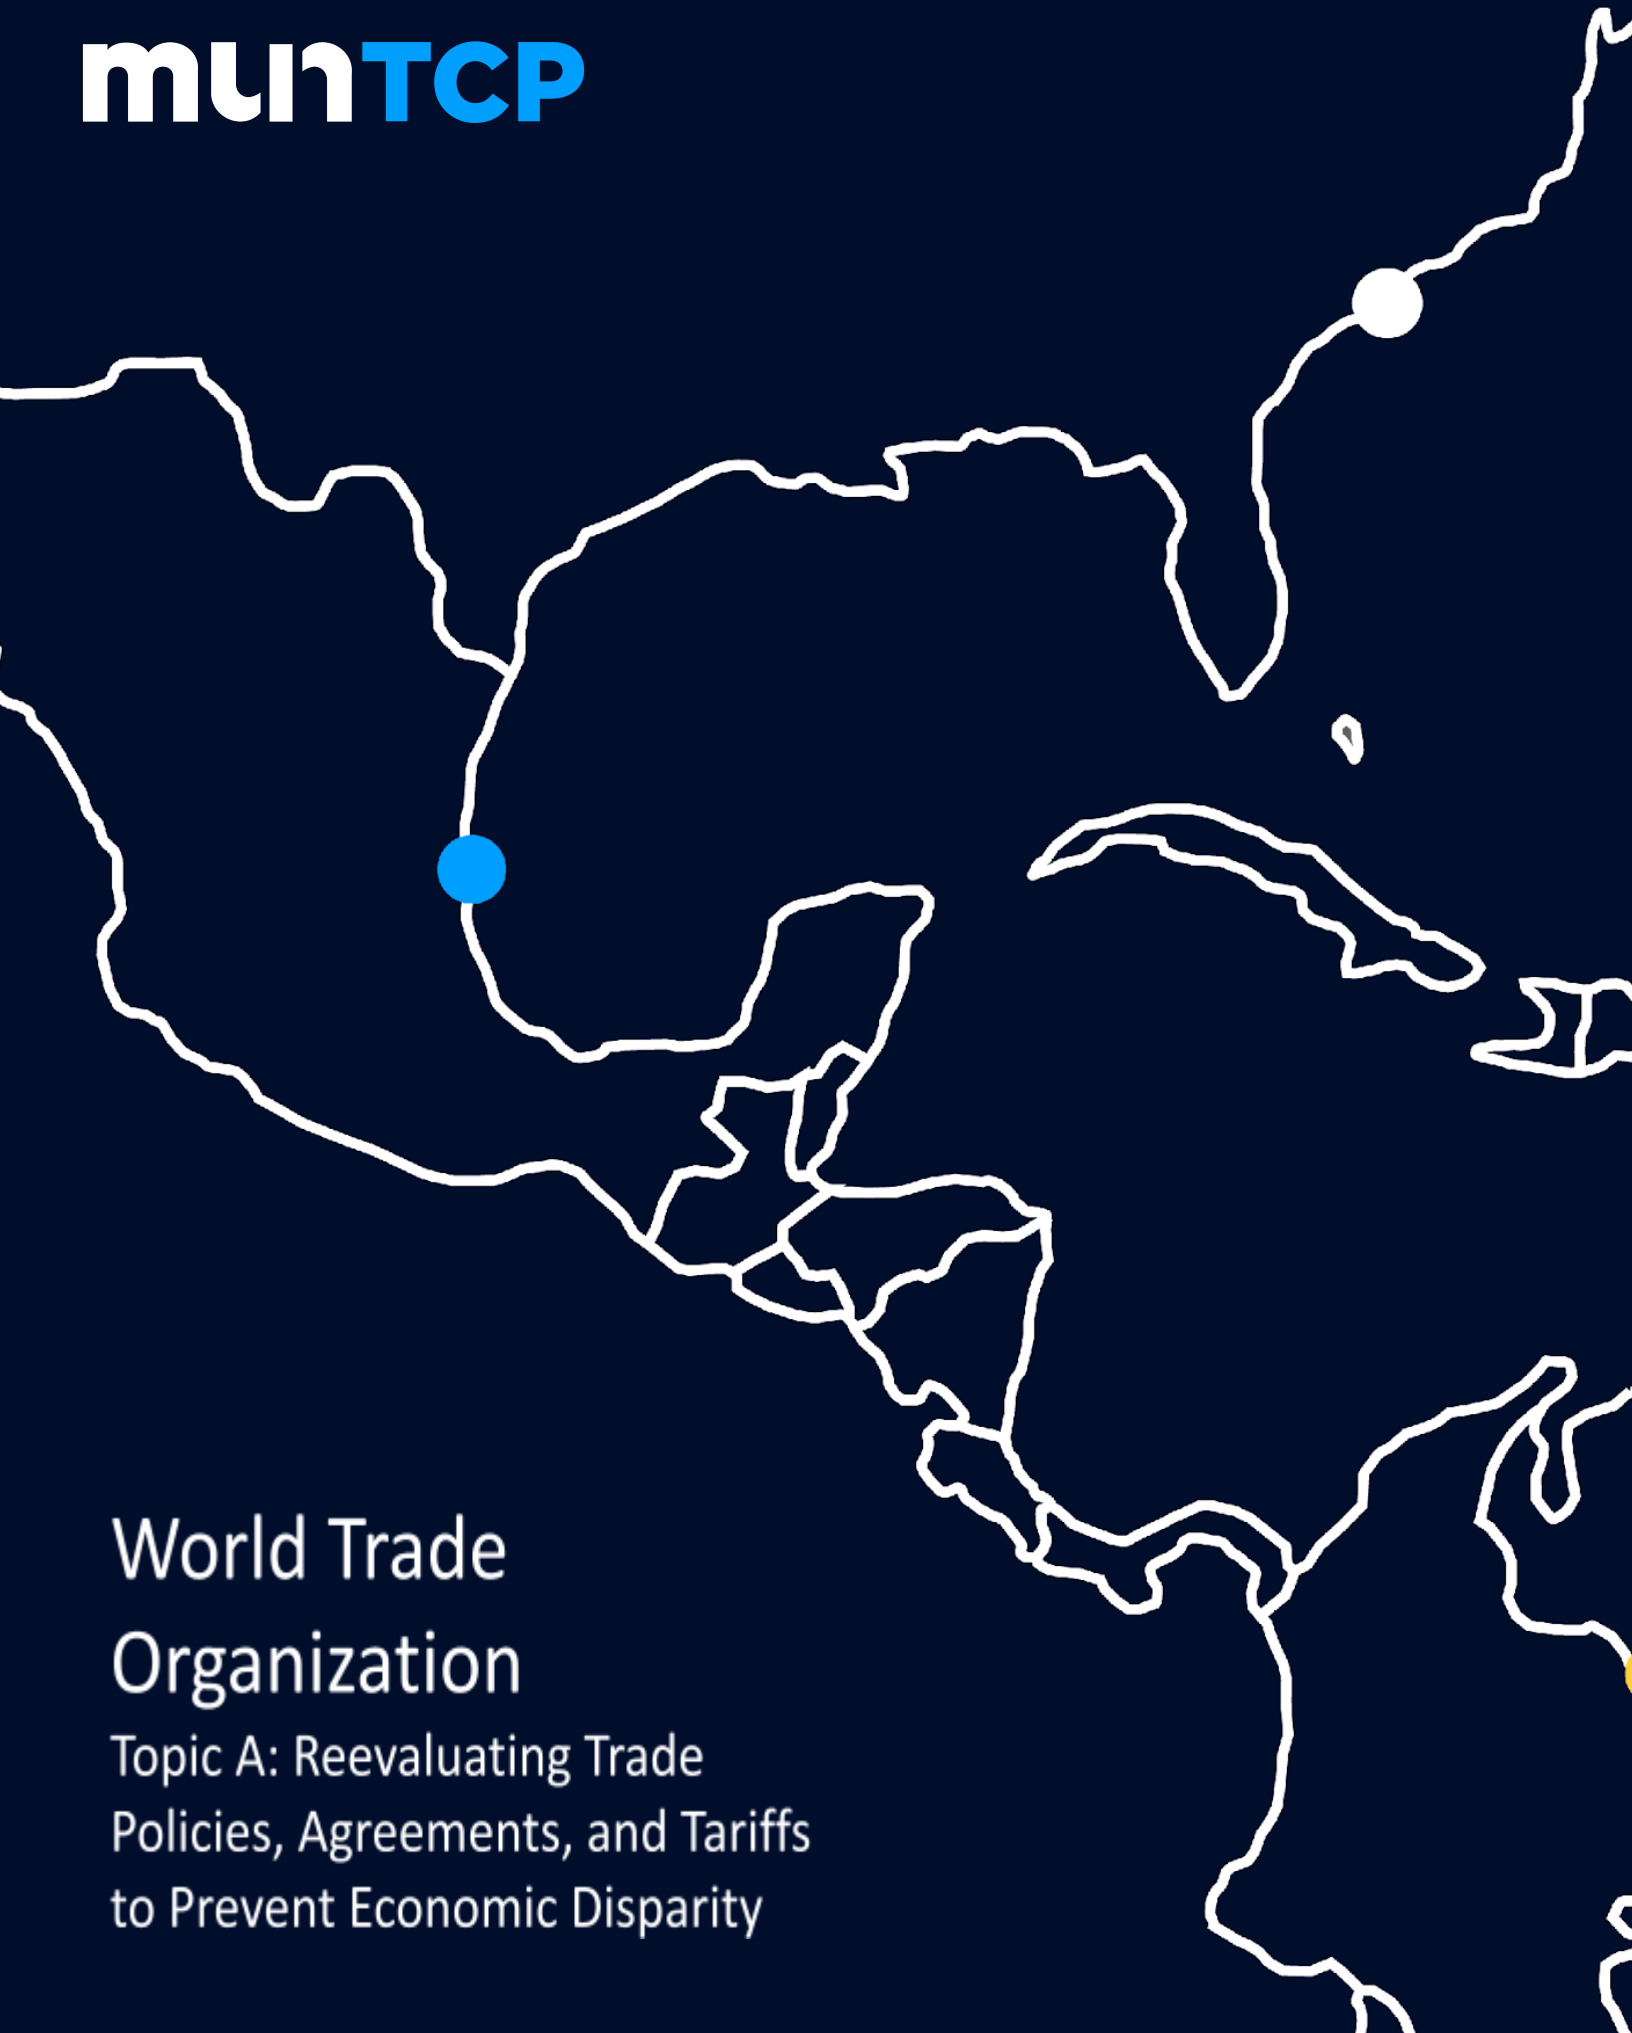 munTCP
World Trade
Organization
Topic A: Reevaluating Trade
Policies, Agreements, and Tariffs
to Prevent Economic Disparity